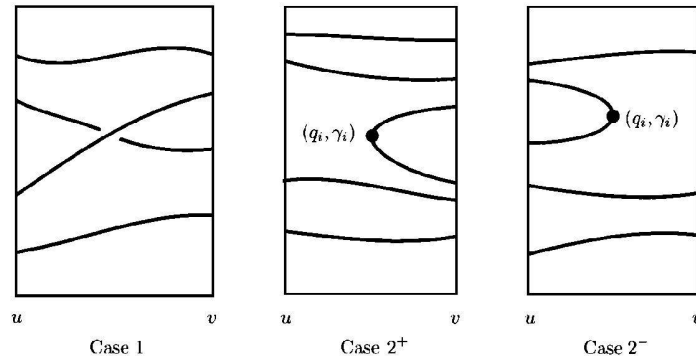 (q_i, γ_i)
(q_i, γ_i)
u v u v u
Case 1 Case 2⁺ Case 2⁻